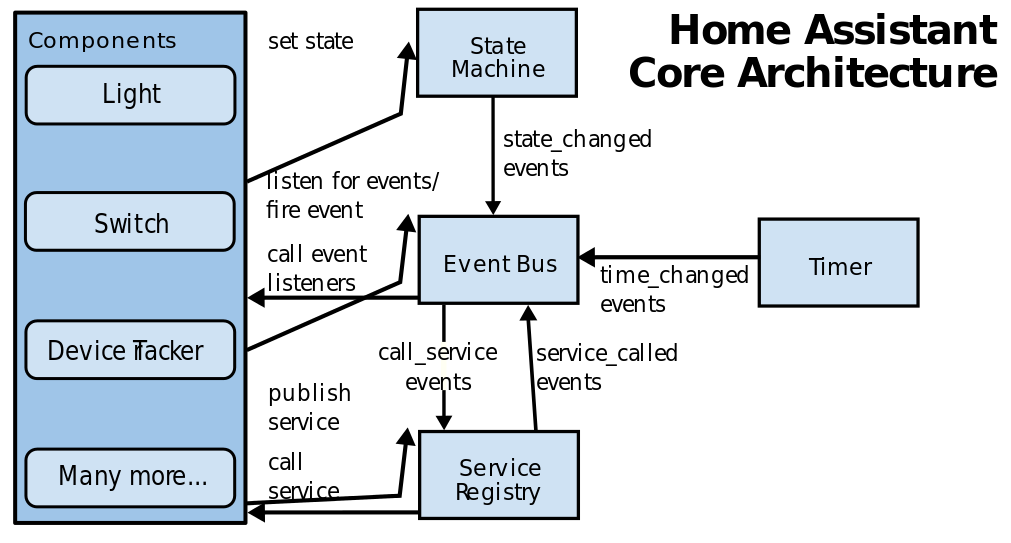 Home Assistant
Core Architecture
Components
Light
Switch
Device Tracker
Many more...
set state
State
Machine
state_changed
events
listen for events/
fire event
call event
listeners
Event Bus
time_changed
events
Timer
call_service
events
service_called
events
publish
service
call
service
Service
Registry